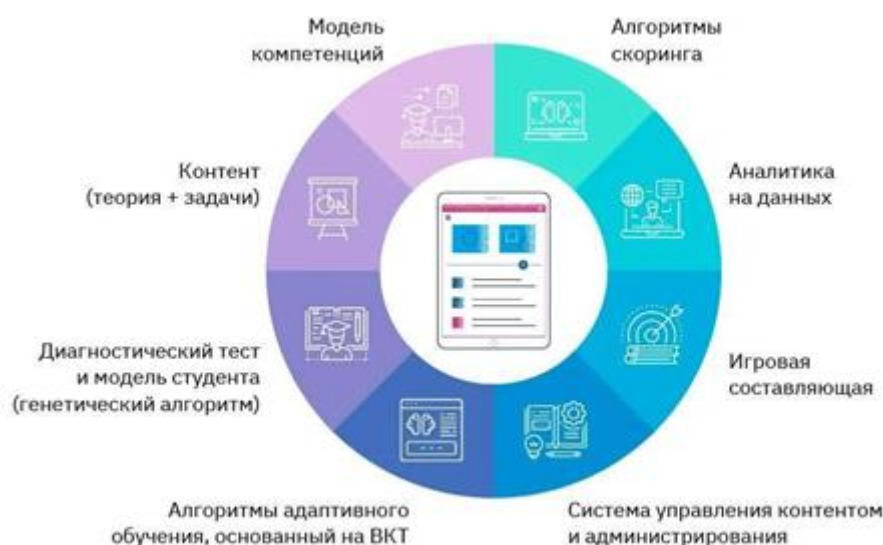 Модель
компетенций
Алгоритмы
скоринга
Контент
(теория + задачи)
Аналитика
на данных
Диагностический тест
и модель студента
(генетический алгоритм)
Игровая
составляющая
Алгоритмы адаптивного
обучения, основанный на ВКТ
Система управления контентом
и администрирования